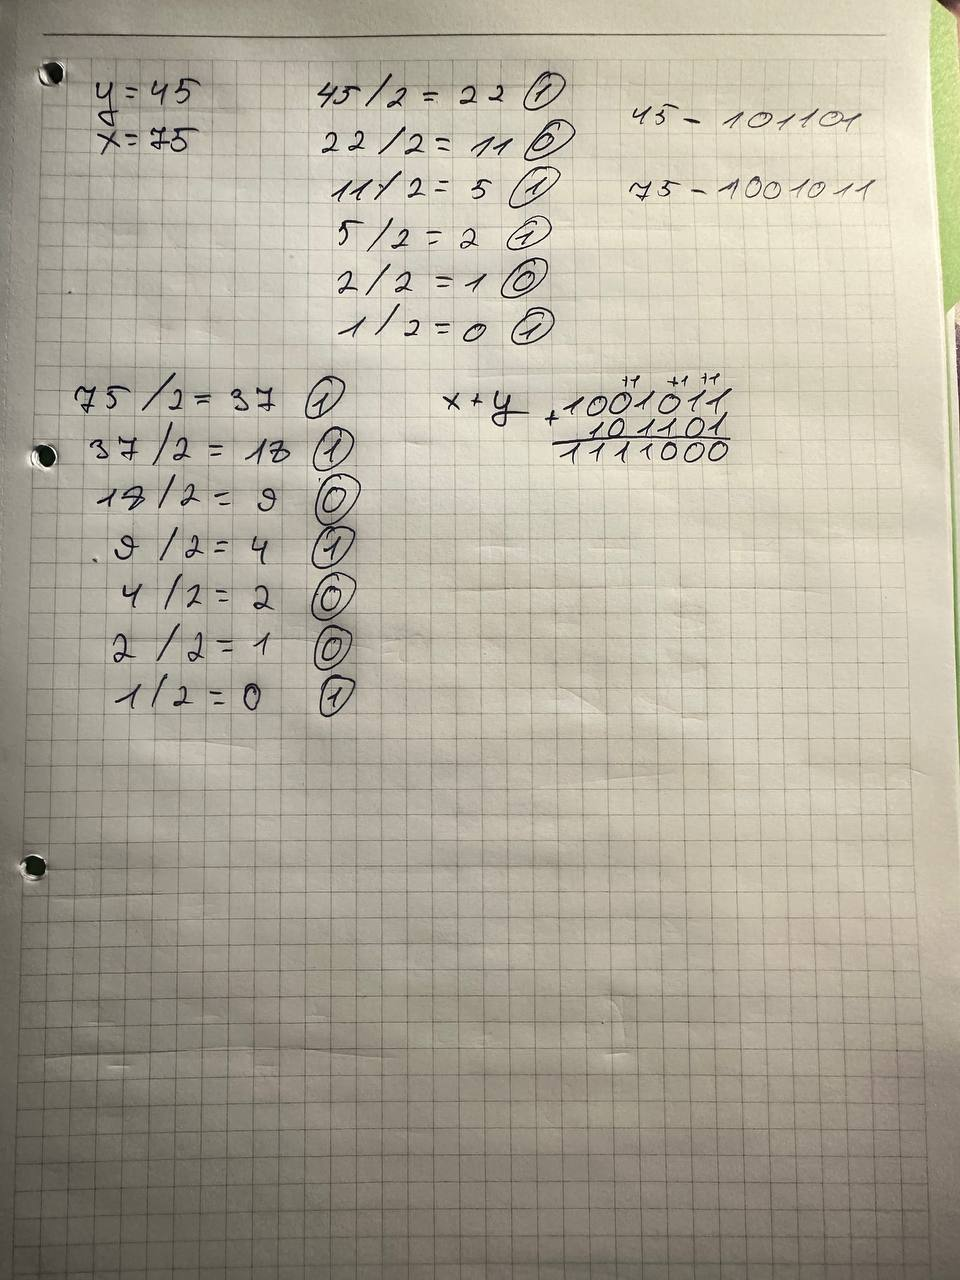 y = 45
x = 75
45 / 2 = 22 1
22 / 2 = 11 0
11 / 2 = 5 1
5 / 2 = 2 1
2 / 2 = 1 0
1 / 2 = 0 1
45 - 101101
75 - 1001011
75 / 2 = 37 1
37 / 2 = 18 1
18 / 2 = 9 0
9 / 2 = 4 1
4 / 2 = 2 0
2 / 2 = 1 0
1 / 2 = 0 1
+1 +1 +1
x + y + 1001011
101101
1111000